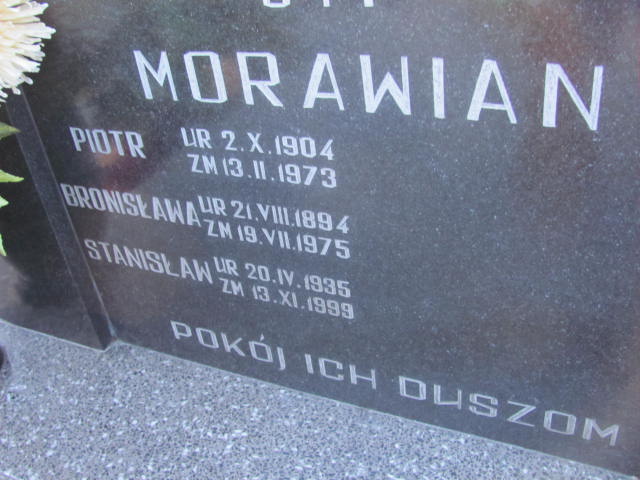 MORAWIAN
PIOTR UR 2.X.1904
ZM 13.II.1973
BRONISŁAWA UR 21.VIII.1894
ZM 19.VII.1975
STANISŁAW UR 20.IV.1935
ZM 13.XI.1999
POKÓJ ICH DUSZOM